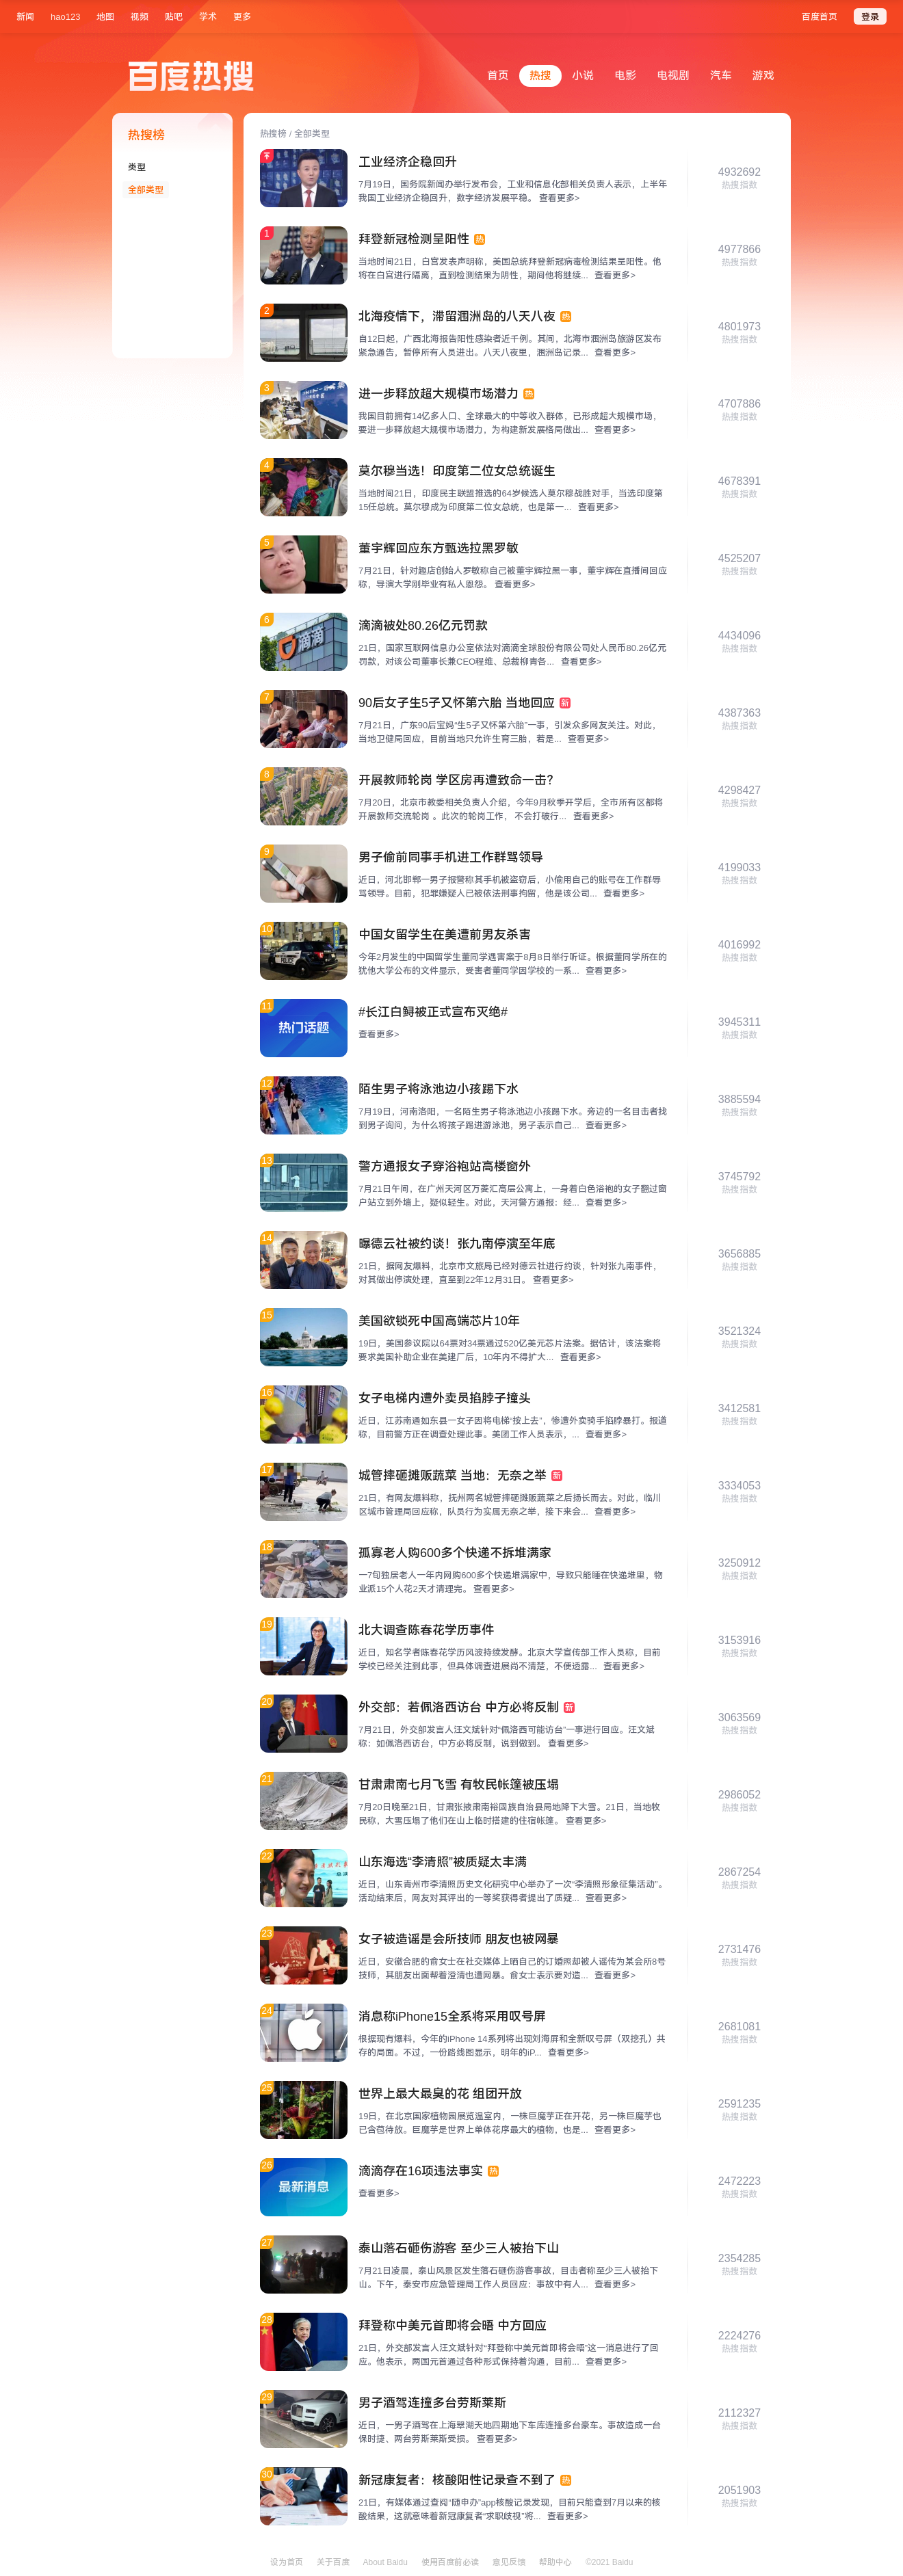 新闻 hao123 地图 视频 贴吧 学术 更多 百度首页 登录
百度热搜
首页 热搜 小说 电影 电视剧 汽车 游戏
热搜榜
类型
全部类型
热搜榜 / 全部类型
工业经济企稳回升
7月19日，国务院新闻办举行发布会，工业和信息化部相关负责人表示，上半年
我国工业经济企稳回升，数字经济发展平稳。 查看更多>
4932692
热搜指数
1
拜登新冠检测呈阳性 热
当地时间21日，白宫发表声明称，美国总统拜登新冠病毒检测结果呈阳性。他
将在白宫进行隔离，直到检测结果为阴性，期间他将继续... 查看更多>
4977866
热搜指数
2
北海疫情下，滞留涠洲岛的八天八夜 热
自12日起，广西北海报告阳性感染者近千例。其间，北海市涠洲岛旅游区发布
紧急通告，暂停所有人员进出。八天八夜里，涠洲岛记录... 查看更多>
4801973
热搜指数
3
进一步释放超大规模市场潜力 热
我国目前拥有14亿多人口、全球最大的中等收入群体，已形成超大规模市场，
要进一步释放超大规模市场潜力，为构建新发展格局做出... 查看更多>
4707886
热搜指数
4
莫尔穆当选！印度第二位女总统诞生
当地时间21日，印度民主联盟推选的64岁候选人莫尔穆战胜对手，当选印度第
15任总统。莫尔穆成为印度第二位女总统，也是第一... 查看更多>
4678391
热搜指数
5
董宇辉回应东方甄选拉黑罗敏
7月21日，针对趣店创始人罗敏称自己被董宇辉拉黑一事，董宇辉在直播间回应
称，导演大学刚毕业有私人恩怨。 查看更多>
4525207
热搜指数
6
滴滴被处80.26亿元罚款
21日，国家互联网信息办公室依法对滴滴全球股份有限公司处人民币80.26亿元
罚款，对该公司董事长兼CEO程维、总裁柳青各... 查看更多>
4434096
热搜指数
7
90后女子生5子又怀第六胎 当地回应 新
7月21日，广东90后宝妈“生5子又怀第六胎”一事，引发众多网友关注。对此，
当地卫健局回应，目前当地只允许生育三胎，若是... 查看更多>
4387363
热搜指数
8
开展教师轮岗 学区房再遭致命一击？
7月20日，北京市教委相关负责人介绍，今年9月秋季开学后，全市所有区都将
开展教师交流轮岗 。此次的轮岗工作， 不会打破行... 查看更多>
4298427
热搜指数
9
男子偷前同事手机进工作群骂领导
近日，河北邯郸一男子报警称其手机被盗窃后，小偷用自己的账号在工作群辱
骂领导。目前，犯罪嫌疑人已被依法刑事拘留，他是该公司... 查看更多>
4199033
热搜指数
10
中国女留学生在美遭前男友杀害
今年2月发生的中国留学生董同学遇害案于8月8日举行听证。根据董同学所在的
犹他大学公布的文件显示，受害者董同学因学校的一系... 查看更多>
4016992
热搜指数
11
热门话题
#长江白鲟被正式宣布灭绝#
查看更多>
3945311
热搜指数
12
陌生男子将泳池边小孩踢下水
7月19日，河南洛阳，一名陌生男子将泳池边小孩踢下水。旁边的一名目击者找
到男子询问，为什么将孩子踢进游泳池，男子表示自己... 查看更多>
3885594
热搜指数
13
警方通报女子穿浴袍站高楼窗外
7月21日午间，在广州天河区万菱汇高层公寓上，一身着白色浴袍的女子翻过窗
户站立到外墙上，疑似轻生。对此，天河警方通报：经... 查看更多>
3745792
热搜指数
14
曝德云社被约谈！张九南停演至年底
21日，据网友爆料，北京市文旅局已经对德云社进行约谈，针对张九南事件，
对其做出停演处理，直至到22年12月31日。 查看更多>
3656885
热搜指数
15
美国欲锁死中国高端芯片10年
19日，美国参议院以64票对34票通过520亿美元芯片法案。据估计，该法案将
要求美国补助企业在美建厂后，10年内不得扩大... 查看更多>
3521324
热搜指数
16
女子电梯内遭外卖员掐脖子撞头
近日，江苏南通如东县一女子因将电梯“按上去”，惨遭外卖骑手掐脖暴打。报道
称，目前警方正在调查处理此事。美团工作人员表示，... 查看更多>
3412581
热搜指数
17
城管摔砸摊贩蔬菜 当地：无奈之举 新
21日，有网友爆料称，抚州两名城管摔砸摊贩蔬菜之后扬长而去。对此，临川
区城市管理局回应称，队员行为实属无奈之举，接下来会... 查看更多>
3334053
热搜指数
18
孤寡老人购600多个快递不拆堆满家
一7旬独居老人一年内网购600多个快递堆满家中，导致只能睡在快递堆里，物
业派15个人花2天才清理完。 查看更多>
3250912
热搜指数
19
北大调查陈春花学历事件
近日，知名学者陈春花学历风波持续发酵。北京大学宣传部工作人员称，目前
学校已经关注到此事，但具体调查进展尚不清楚，不便透露... 查看更多>
3153916
热搜指数
20
外交部：若佩洛西访台 中方必将反制 新
7月21日，外交部发言人汪文斌针对“佩洛西可能访台”一事进行回应。汪文斌
称：如佩洛西访台，中方必将反制，说到做到。 查看更多>
3063569
热搜指数
21
甘肃肃南七月飞雪 有牧民帐篷被压塌
7月20日晚至21日，甘肃张掖肃南裕固族自治县局地降下大雪。21日，当地牧
民称，大雪压塌了他们在山上临时搭建的住宿帐篷。 查看更多>
2986052
热搜指数
22
山东海选“李清照”被质疑太丰满
近日，山东青州市李清照历史文化研究中心举办了一次“李清照形象征集活动”。
活动结束后，网友对其评出的一等奖获得者提出了质疑... 查看更多>
2867254
热搜指数
23
女子被造谣是会所技师 朋友也被网暴
近日，安徽合肥的俞女士在社交媒体上晒自己的订婚照却被人谣传为某会所8号
技师，其朋友出面帮着澄清也遭网暴。俞女士表示要对造... 查看更多>
2731476
热搜指数
24
消息称iPhone15全系将采用叹号屏
根据现有爆料，今年的iPhone 14系列将出现刘海屏和全新叹号屏（双挖孔）共
存的局面。不过，一份路线图显示，明年的iP... 查看更多>
2681081
热搜指数
25
世界上最大最臭的花 组团开放
19日，在北京国家植物园展览温室内，一株巨魔芋正在开花，另一株巨魔芋也
已含苞待放。巨魔芋是世界上单体花序最大的植物，也是... 查看更多>
2591235
热搜指数
26
最新消息
滴滴存在16项违法事实 热
查看更多>
2472223
热搜指数
27
泰山落石砸伤游客 至少三人被抬下山
7月21日凌晨，泰山风景区发生落石砸伤游客事故，目击者称至少三人被抬下
山。下午，泰安市应急管理局工作人员回应：事故中有人... 查看更多>
2354285
热搜指数
28
拜登称中美元首即将会晤 中方回应
21日，外交部发言人汪文斌针对“拜登称中美元首即将会晤”这一消息进行了回
应。他表示，两国元首通过各种形式保持着沟通，目前... 查看更多>
2224276
热搜指数
29
男子酒驾连撞多台劳斯莱斯
近日，一男子酒驾在上海翠湖天地四期地下车库连撞多台豪车。事故造成一台
保时捷、两台劳斯莱斯受损。 查看更多>
2112327
热搜指数
30
新冠康复者：核酸阳性记录查不到了 热
21日，有媒体通过查阅“随申办”app核酸记录发现，目前只能查到7月以来的核
酸结果，这就意味着新冠康复者“求职歧视”将... 查看更多>
2051903
热搜指数
设为首页 关于百度 About Baidu 使用百度前必读 意见反馈 帮助中心 ©2021 Baidu